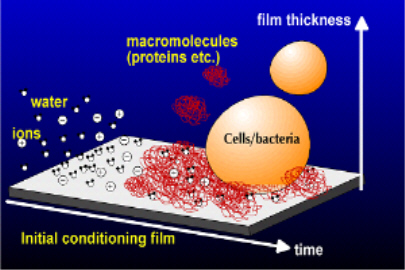 film thickness
macromolecules
(proteins etc.)
water
ions
Cells/bacteria
Initial conditioning film
time